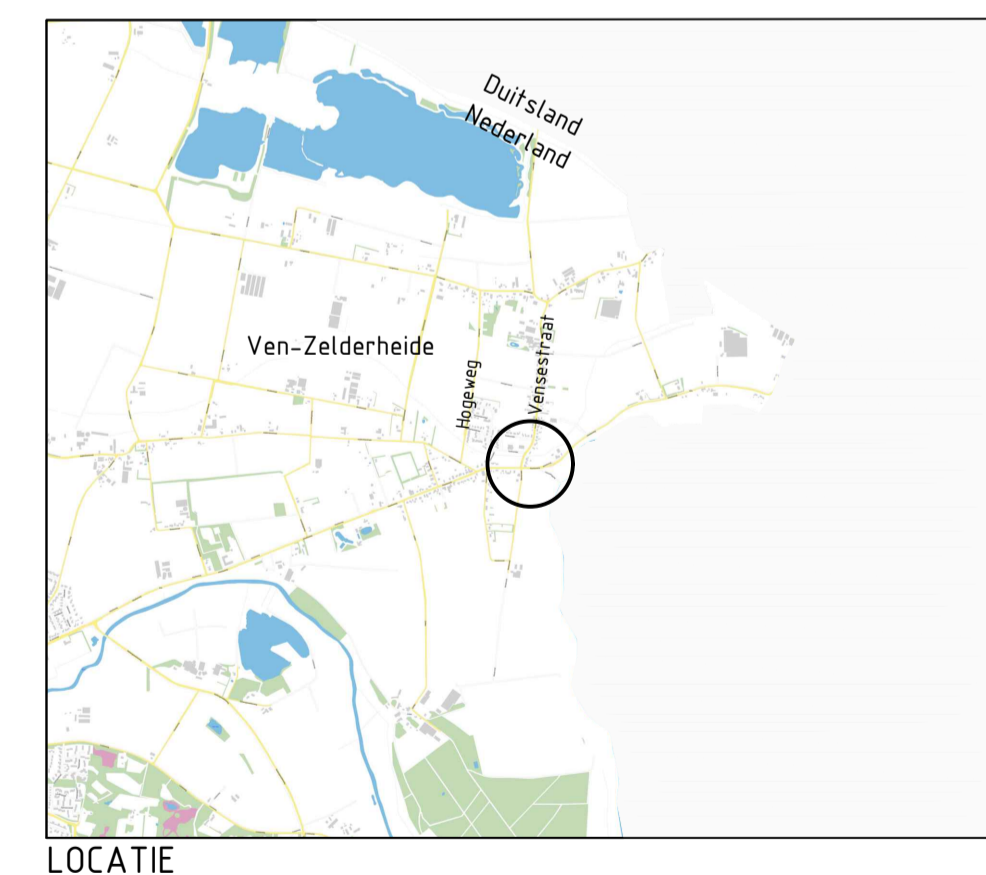 Duitsland
Nederland
Ven-Zelderheide
Hogeweg
Vensestraat
LOCATIE